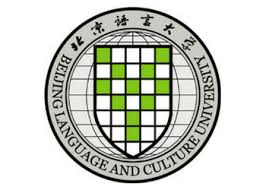 北京语言大学
BEIJING LANGUAGE AND CULTURE UNIVERSITY